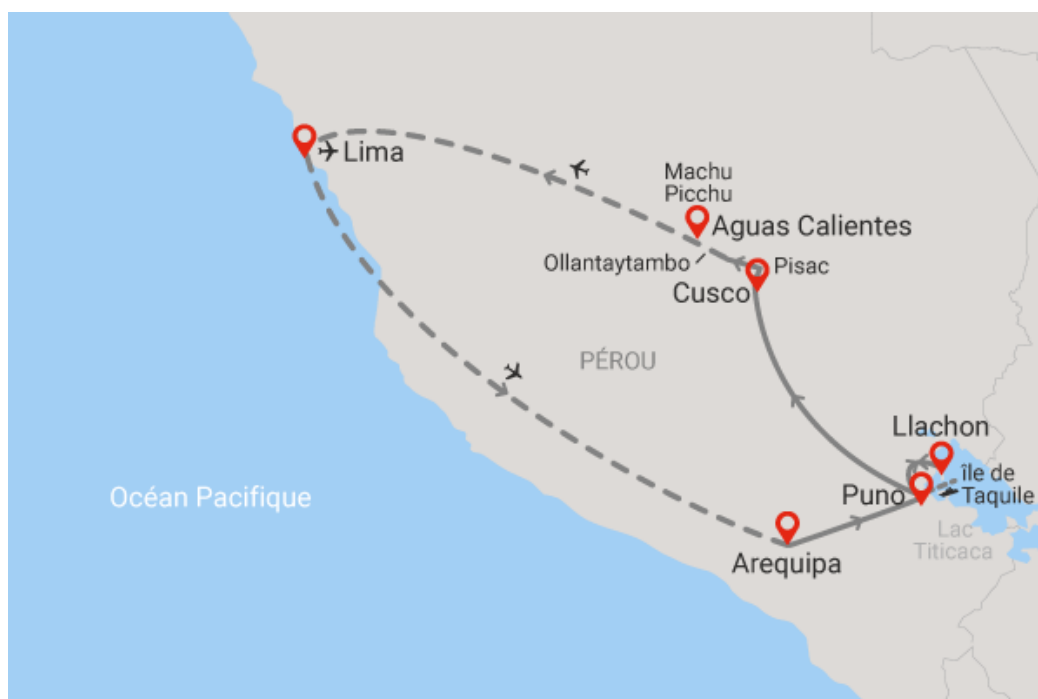 Lima
Machu
Picchu
Aguas Calientes
Ollantaytambo
Pisac
Cusco
PÉROU
Llachon
île de
Taquile
Puno
Océan Pacifique
Lac
Titicaca
Arequipa